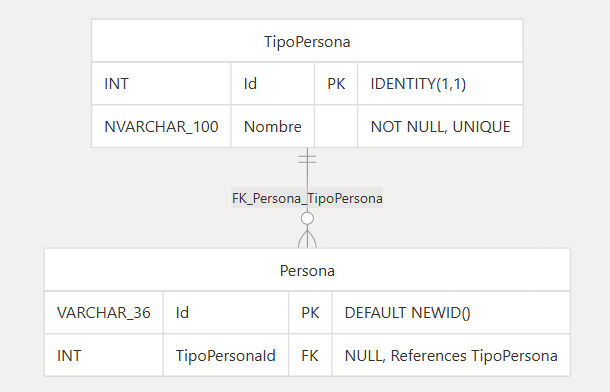 TipoPersona
INT Id PK IDENTITY(1,1)
NVARCHAR_100 Nombre NOT NULL, UNIQUE
FK_Persona_TipoPersona
Persona
VARCHAR_36 Id PK DEFAULT NEWID()
INT TipoPersonaId FK NULL, References TipoPersona